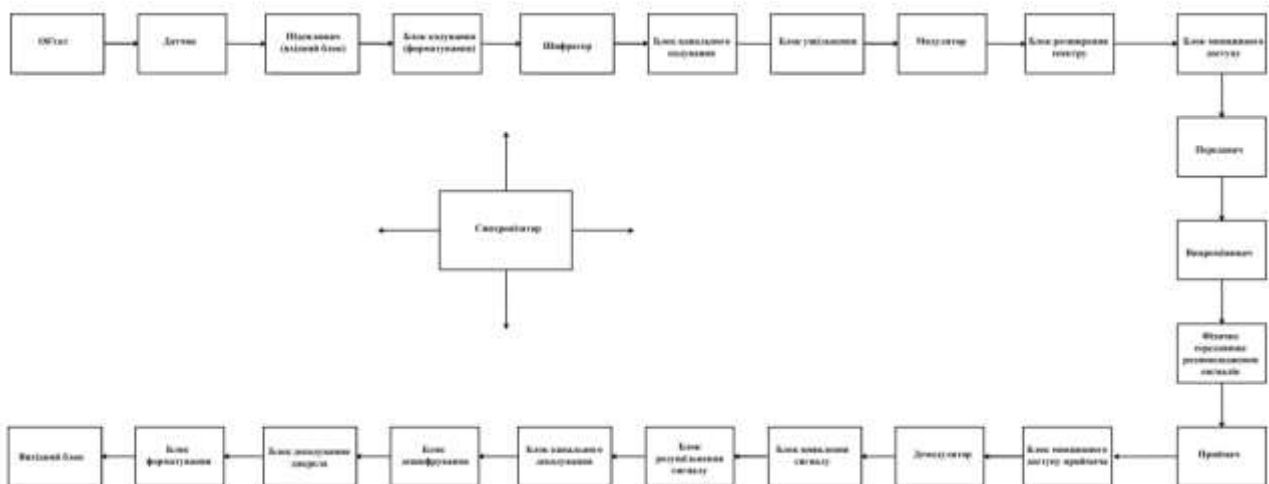 Об'єкт
Датчик
Підсилювач
(вхідний блок)
Блок кодування
(форматування)
Шифратор
Блок канального
кодування
Блок ущільнення
Модулятор
Блок розширення
спектру
Блок множинного
доступу
Передавач
Випромінювач
Фізичне
середовище
розповсюдження
сигналів
Синхронізатор
Вихідний блок
Блок
форматування
Блок декодування
джерела
Блок
дешифрування
Блок канального
декодування
Блок
розущільнення
сигналу
Блок
сигналу
Демодулятор
Блок множинного
доступу приймача
Приймач